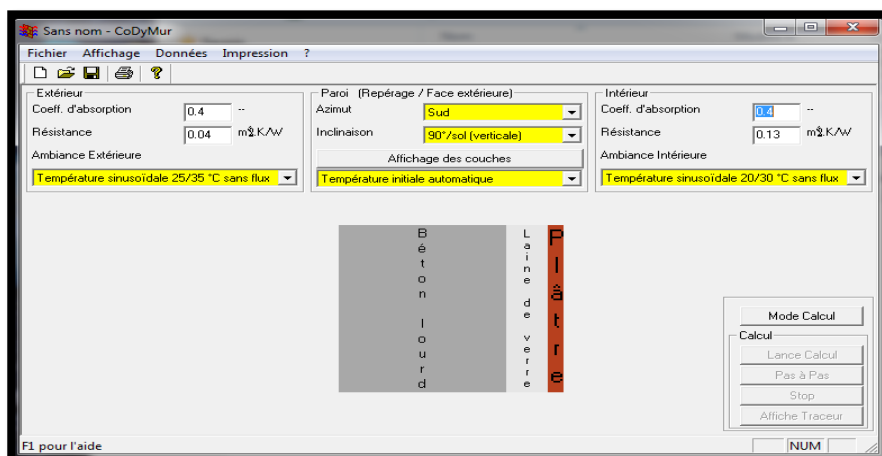 Sans nom - CoDyMur
Fichier Affichage Données Impression ?
Extérieur
Coeff. d'absorption 0.4 --
Résistance 0.04 m².K/W
Ambiance Extérieure
Température sinusoïdale 25/35 °C sans flux
Paroi (Repérage / Face extérieure)
Azimut Sud
Inclinaison 90°/sol (verticale)
Affichage des couches
Température initiale automatique
Intérieur
Coeff. d'absorption 0.4 --
Résistance 0.13 m².K/W
Ambiance Intérieure
Température sinusoïdale 20/30 °C sans flux
Béton lourd
Laine de verre
Plâtre
Mode Calcul
Calcul
Lance Calcul
Pas à Pas
Stop
Affiche Traceur
F1 pour l'aide
NUM